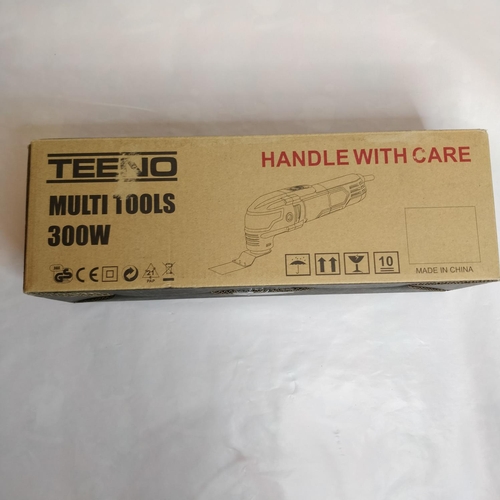 TEENO
HANDLE WITH CARE
MULTI TOOLS
300W
10
MADE IN CHINA